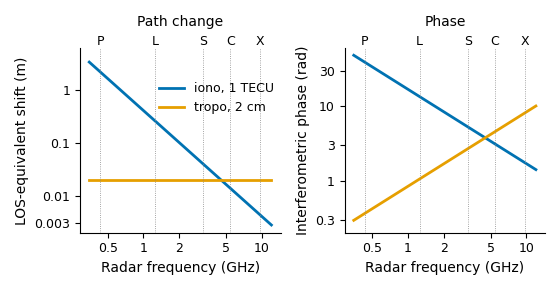 Path change
P L S C X
LOS-equivalent shift (m)
1
0.1
0.01
0.003
iono, 1 TECU
tropo, 2 cm
0.5 1 2 5 10
Radar frequency (GHz)
Phase
P L S C X
Interferometric phase (rad)
30
10
3
1
0.3
0.5 1 2 5 10
Radar frequency (GHz)